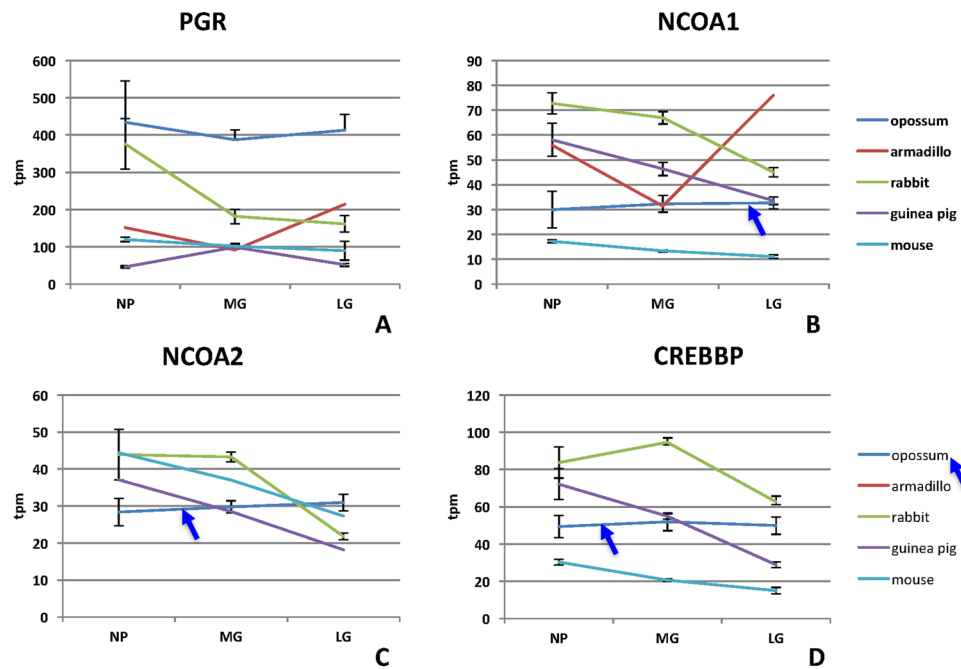 PGR
600
500
400
300
200
100
0
tpm
NP MG LG
A
NCOA1
90
80
70
60
50
40
30
20
10
0
tpm
NP MG LG
B
opossum
armadillo
rabbit
guinea pig
mouse
NCOA2
60
50
40
30
20
10
0
tpm
NP MG LG
C
CREBBP
120
100
80
60
40
20
0
tpm
NP MG LG
D
opossum
armadillo
rabbit
guinea pig
mouse